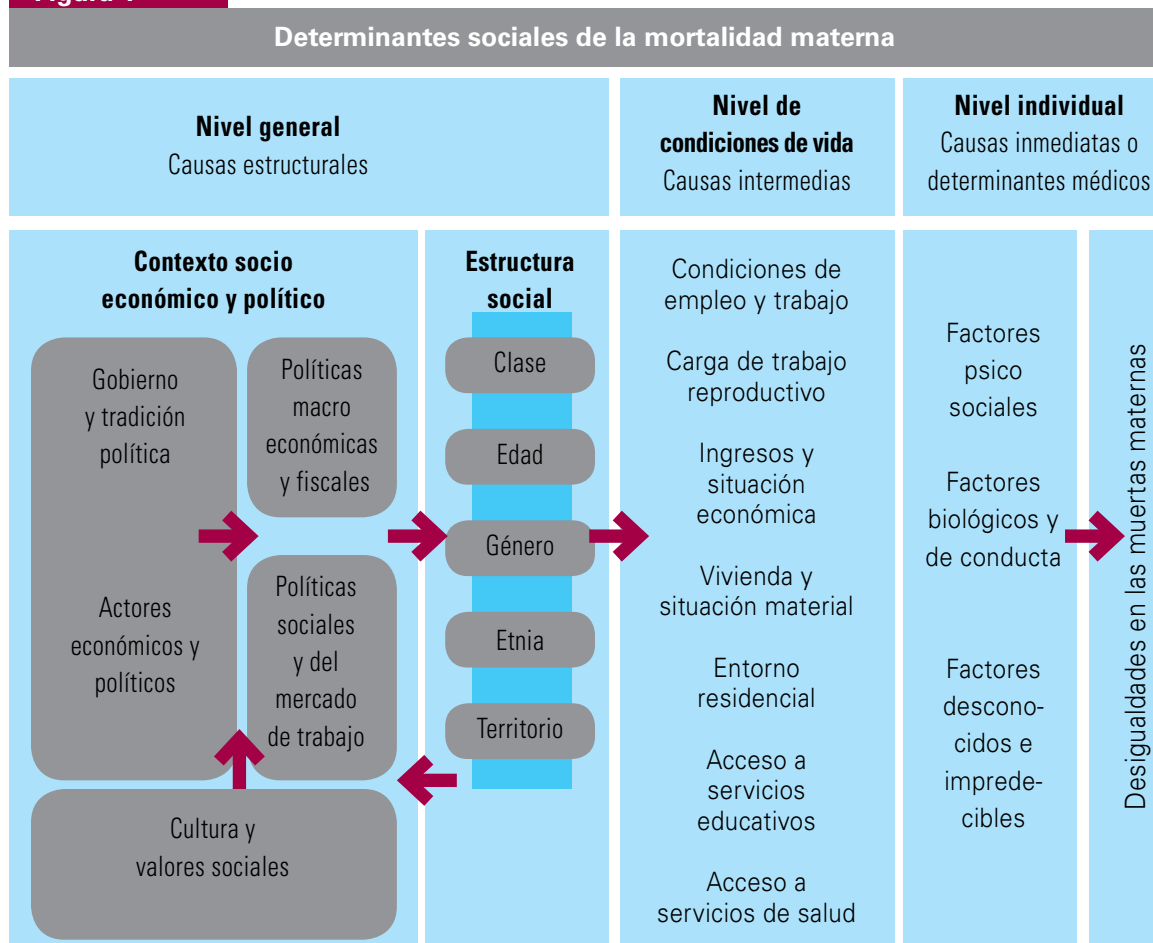 Determinantes sociales de la mortalidad materna
Nivel general
Causas estructurales
Nivel de
condiciones de vida
Causas intermedias
Nivel individual
Causas inmediatas o
determinantes médicos
Contexto socio
económico y político
Gobierno
y tradición
política
Actores
económicos y
políticos
Políticas
macro
económicas
y fiscales
Políticas
sociales
y del
mercado
de trabajo
Cultura y
valores sociales
Estructura
social
Clase
Edad
Género
Etnia
Territorio
Condiciones de
empleo y trabajo
Carga de trabajo
reproductivo
Ingresos y
situación
económica
Vivienda y
situación material
Entorno
residencial
Acceso a
servicios
educativos
Acceso a
servicios de salud
Factores
psico
sociales
Factores
biológicos y
de conducta
Factores
descono-
cidos e
imprede-
cibles
Desigualdades en las muertas maternas